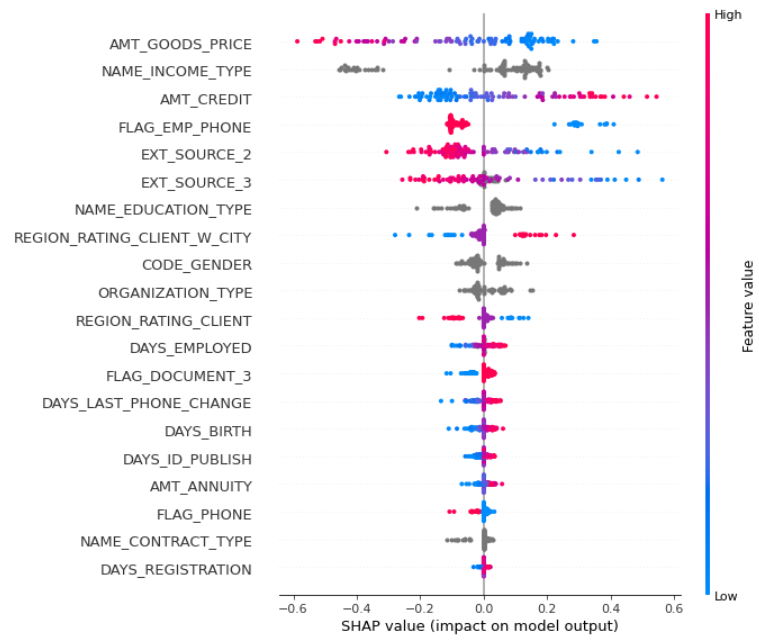 High
AMT_GOODS_PRICE
NAME_INCOME_TYPE
AMT_CREDIT
FLAG_EMP_PHONE
EXT_SOURCE_2
EXT_SOURCE_3
NAME_EDUCATION_TYPE
REGION_RATING_CLIENT_W_CITY
CODE_GENDER
ORGANIZATION_TYPE
REGION_RATING_CLIENT
DAYS_EMPLOYED
FLAG_DOCUMENT_3
DAYS_LAST_PHONE_CHANGE
DAYS_BIRTH
DAYS_ID_PUBLISH
AMT_ANNUITY
FLAG_PHONE
NAME_CONTRACT_TYPE
DAYS_REGISTRATION
Feature value
Low
−0.6 −0.4 −0.2 0.0 0.2 0.4 0.6
SHAP value (impact on model output)